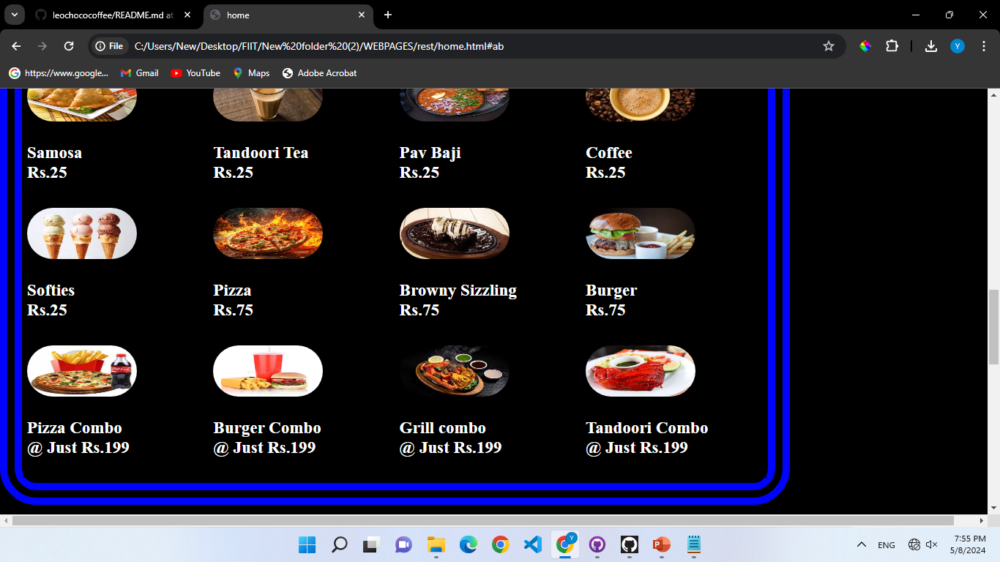 leochococoffee/README.md at
home
File
C:/Users/New/Desktop/FIIT/New%20folder%20(2)/WEBPAGES/rest/home.html#ab
Y
https://www.google...
Gmail
YouTube
Maps
Adobe Acrobat
Samosa
Rs.25
Tandoori Tea
Rs.25
Pav Baji
Rs.25
Coffee
Rs.25
Softies
Rs.25
Pizza
Rs.75
Browny Sizzling
Rs.75
Burger
Rs.75
Pizza Combo
@ Just Rs.199
Burger Combo
@ Just Rs.199
Grill combo
@ Just Rs.199
Tandoori Combo
@ Just Rs.199
Y
ENG
7:55 PM
5/8/2024